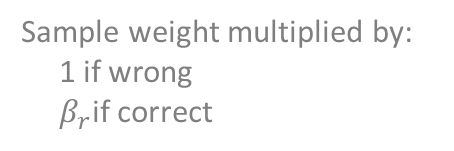 Sample weight multiplied by:
1 if wrong
βᵣ if correct